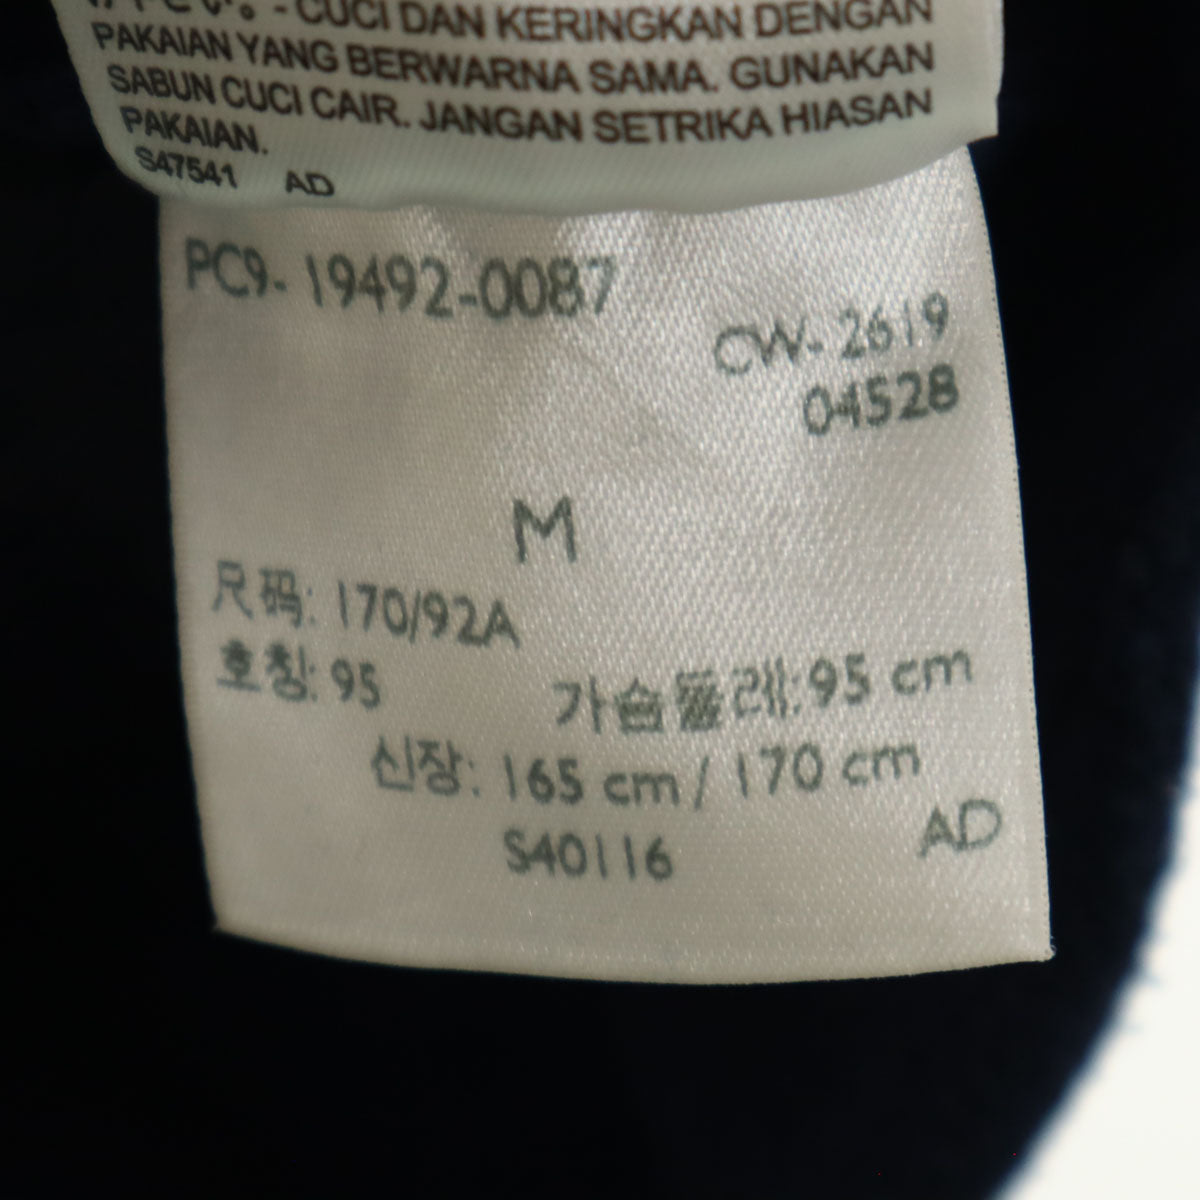 い。- CUCI DAN KERINGKAN DENGAN
PAKAIAN YANG BERWARNA SAMA. GUNAKAN
SABUN CUCI CAIR. JANGAN SETRIKA HIASAN
PAKAIAN.
S47541 AD
PC9- 19492-0087
CW- 2619
04528
M
尺码: 170/92A
호칭: 95 가슴둘레: 95 cm
신장: 165 cm / 170 cm
S40116 AD